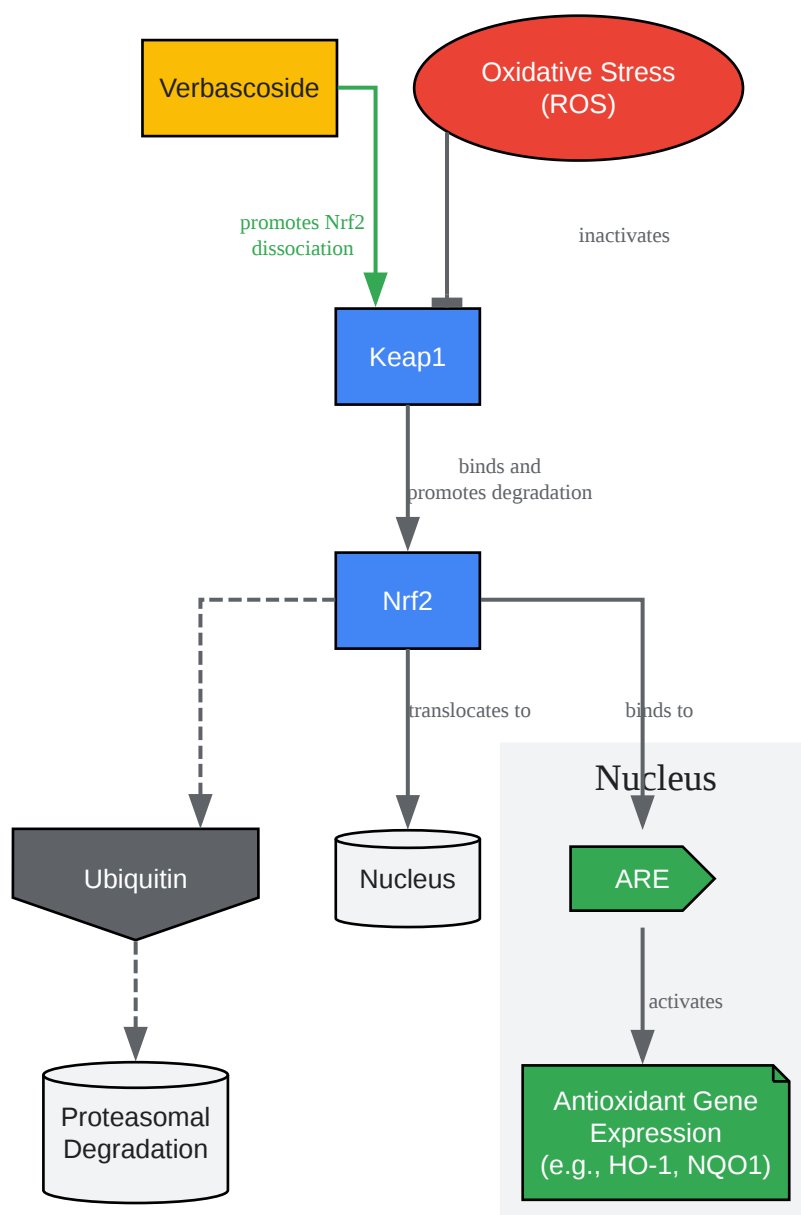 Verbascoside
Oxidative Stress
(ROS)
promotes Nrf2
dissociation
inactivates
Keap1
binds and
promotes degradation
Nrf2
translocates to
binds to
Nucleus
Ubiquitin
Nucleus
ARE
activates
Proteasomal
Degradation
Antioxidant Gene
Expression
(e.g., HO-1, NQO1)